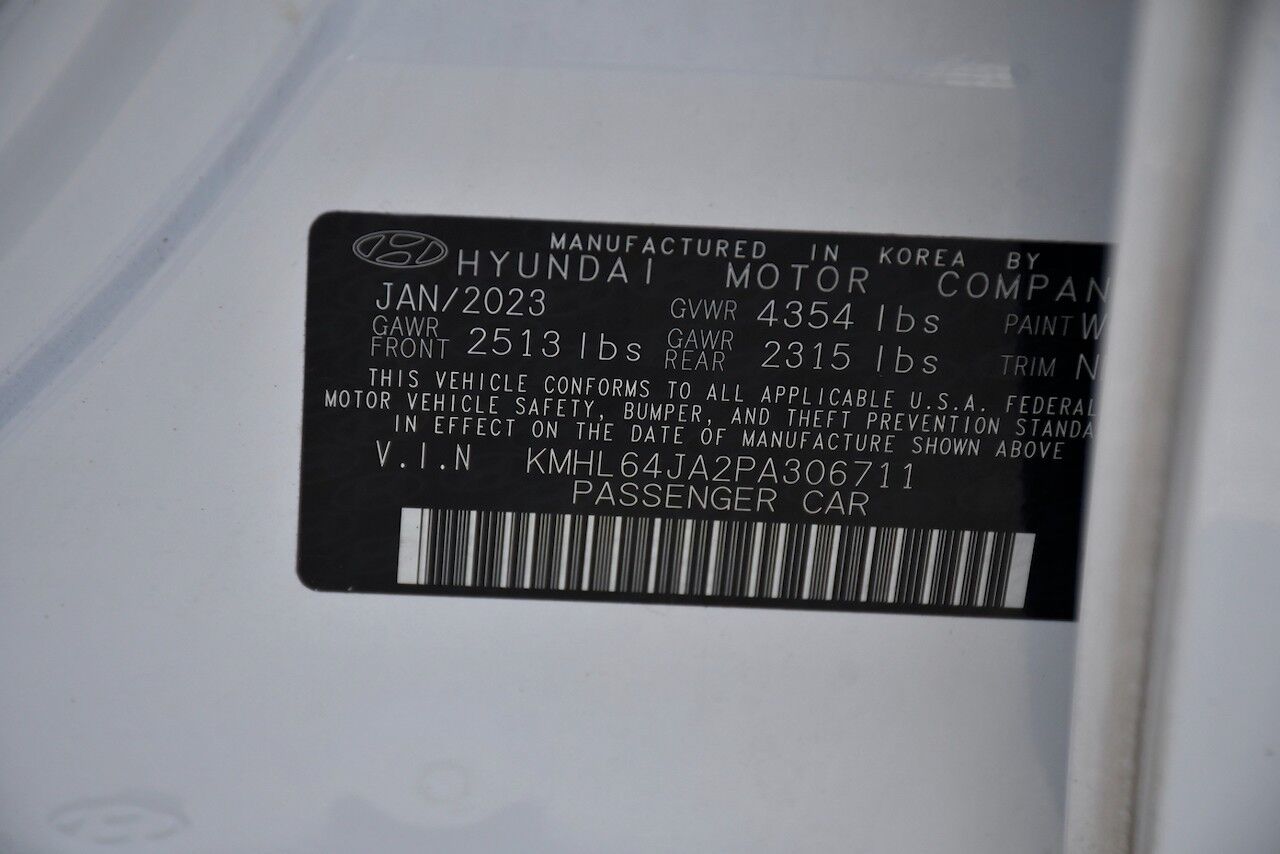 MANUFACTURED IN KOREA BY
HYUNDAI MOTOR COMPAN
JAN/2023 GVWR 4354 lbs PAINT W
GAWR FRONT 2513 lbs GAWR REAR 2315 lbs TRIM N
THIS VEHICLE CONFORMS TO ALL APPLICABLE U.S.A. FEDERAL
MOTOR VEHICLE SAFETY, BUMPER, AND THEFT PREVENTION STANDA
IN EFFECT ON THE DATE OF MANUFACTURE SHOWN ABOVE
V.I.N KMHL64JA2PA306711
PASSENGER CAR